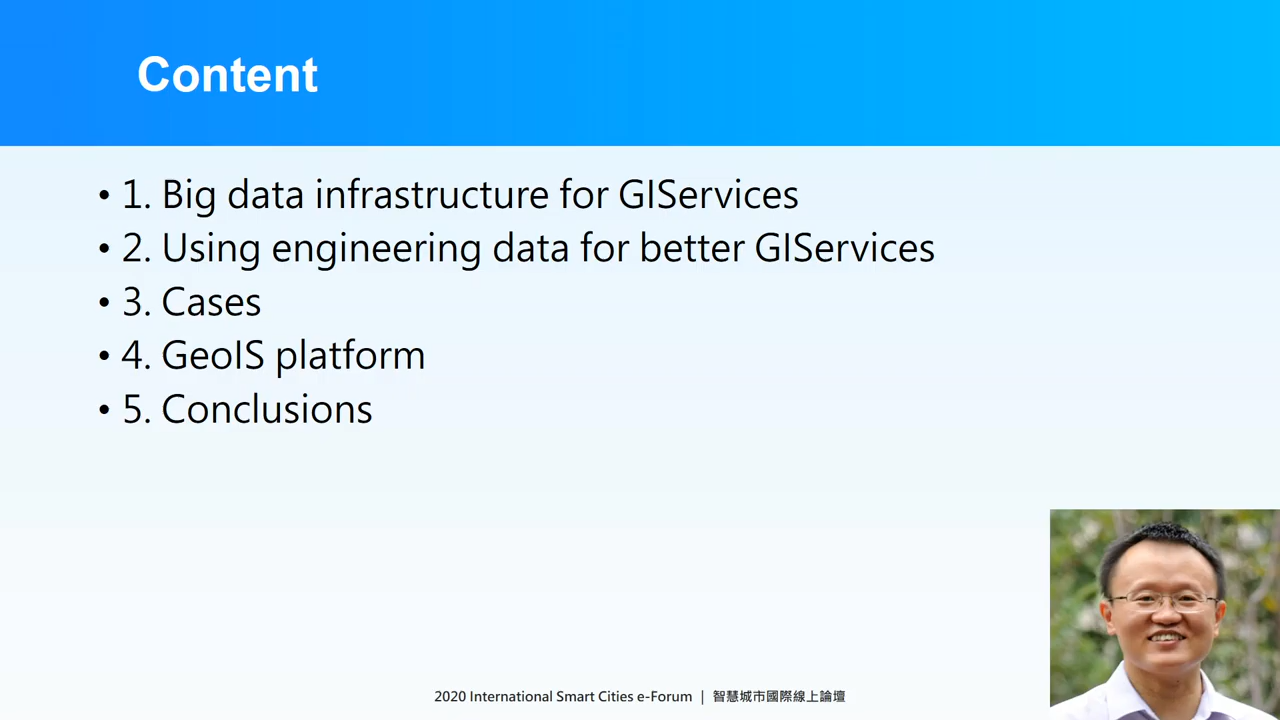 Content
• 1. Big data infrastructure for GIServices
• 2. Using engineering data for better GIServices
• 3. Cases
• 4. GeoIS platform
• 5. Conclusions
2020 International Smart Cities e-Forum | 智慧城市國際線上論壇